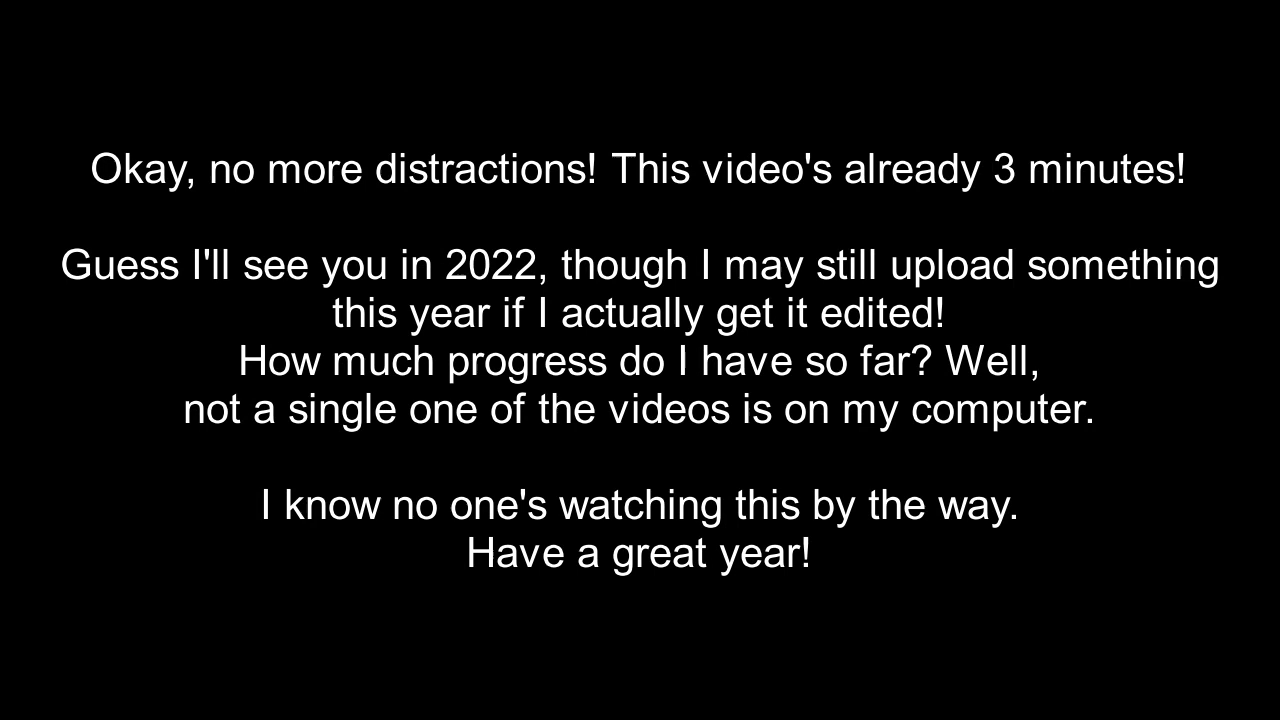 Okay, no more distractions! This video's already 3 minutes!
Guess I'll see you in 2022, though I may still upload something
this year if I actually get it edited!
How much progress do I have so far? Well,
not a single one of the videos is on my computer.
I know no one's watching this by the way.
Have a great year!